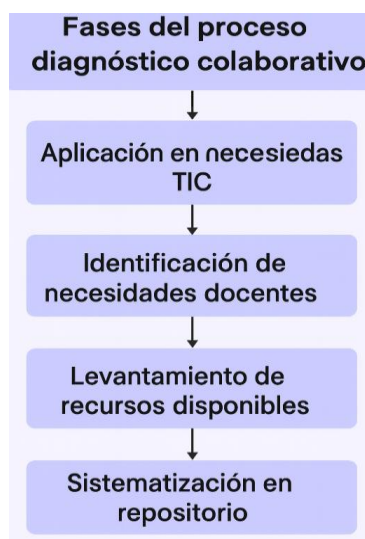 Fases del proceso
diagnóstico colaborativo
Aplicación en necesiedas
TIC
Identificación de
necesidades docentes
Levantamiento de
recursos disponibles
Sistematización en
repositorio